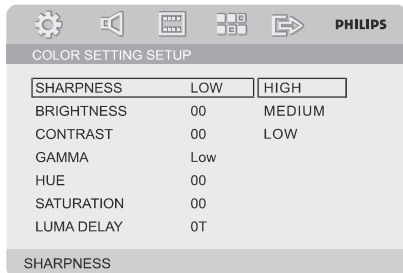 PHILIPS
COLOR SETTING SETUP
SHARPNESS LOW HIGH
BRIGHTNESS 00 MEDIUM
CONTRAST 00 LOW
GAMMA Low
HUE 00
SATURATION 00
LUMA DELAY 0T
SHARPNESS